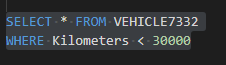 SELECT * FROM VEHICLE7332
WHERE Kilometers < 30000